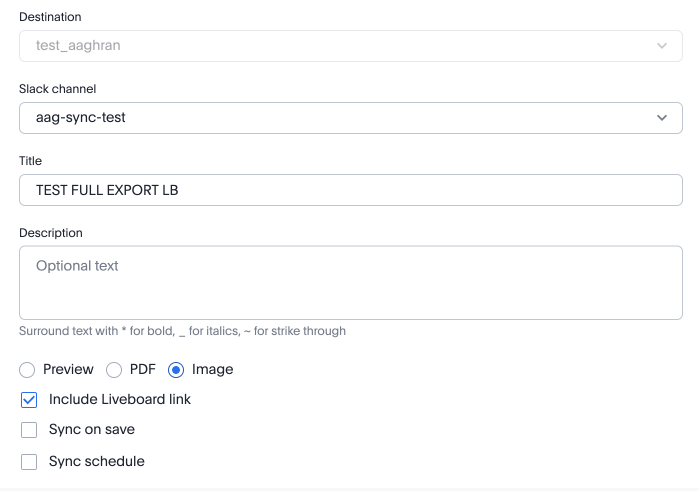 Destination
test_aaghran
Slack channel
aag-sync-test
Title
TEST FULL EXPORT LB
Description
Optional text
Surround text with * for bold, _ for italics, ~ for strike through
Preview PDF Image
Include Liveboard link
Sync on save
Sync schedule